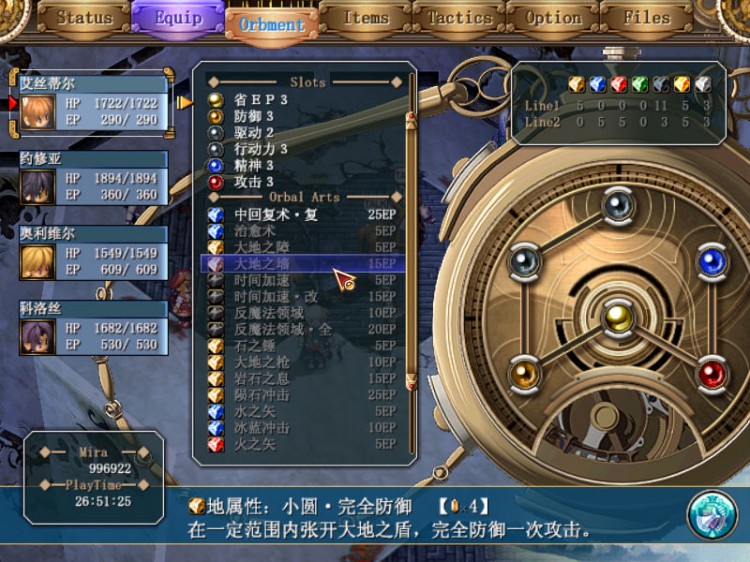 Status Equip Orbment Items Tactics Option Files
艾丝蒂尔
HP 1722/1722
EP 290/ 290
约修亚
HP 1894/1894
EP 360/ 360
奥利维尔
HP 1549/1549
EP 609/ 609
科洛丝
HP 1682/1682
EP 530/ 530
Slots
省EP 3
防御 3
驱动 2
行动力 3
精神 3
攻击 3
Orbal Arts
中回复术·复 25EP
治愈术 5EP
大地之障 5EP
大地之墙 15EP
时间加速 5EP
时间加速·改 15EP
反魔法领域 10EP
反魔法领域·全 20EP
石之锤 5EP
大地之枪 10EP
岩石之息 15EP
陨石冲击 25EP
水之矢 5EP
冰蓝冲击 10EP
火之矢 5EP
Line1 5 0 0 0 11 5 3
Line2 0 5 5 0 3 5 3
Mira
996922
PlayTime
26:51:25
地属性：小圆·完全防御 【×4】
在一定范围内张开大地之盾，完全防御一次攻击。